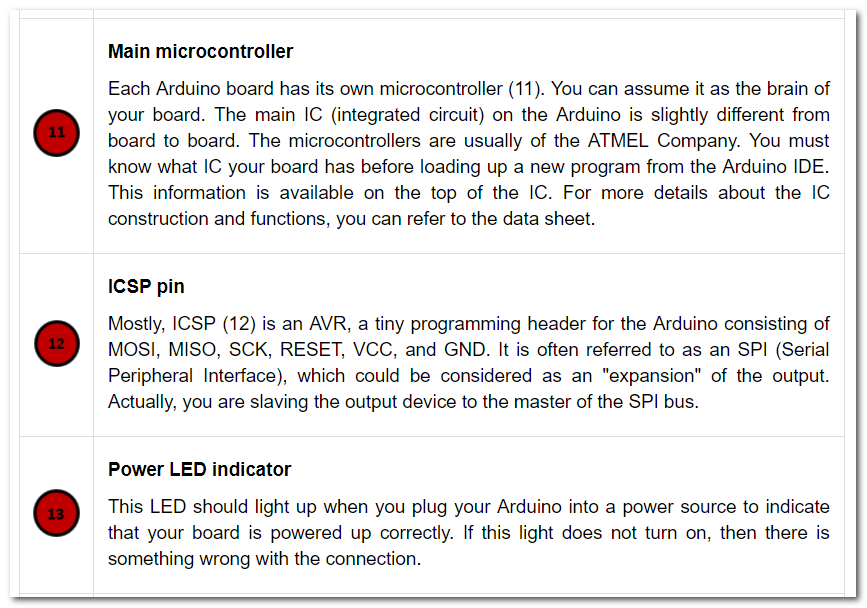 Main microcontroller
11
Each Arduino board has its own microcontroller (11). You can assume it as the brain of
your board. The main IC (integrated circuit) on the Arduino is slightly different from
board to board. The microcontrollers are usually of the ATMEL Company. You must
know what IC your board has before loading up a new program from the Arduino IDE.
This information is available on the top of the IC. For more details about the IC
construction and functions, you can refer to the data sheet.
ICSP pin
12
Mostly, ICSP (12) is an AVR, a tiny programming header for the Arduino consisting of
MOSI, MISO, SCK, RESET, VCC, and GND. It is often referred to as an SPI (Serial
Peripheral Interface), which could be considered as an "expansion" of the output.
Actually, you are slaving the output device to the master of the SPI bus.
Power LED indicator
13
This LED should light up when you plug your Arduino into a power source to indicate
that your board is powered up correctly. If this light does not turn on, then there is
something wrong with the connection.